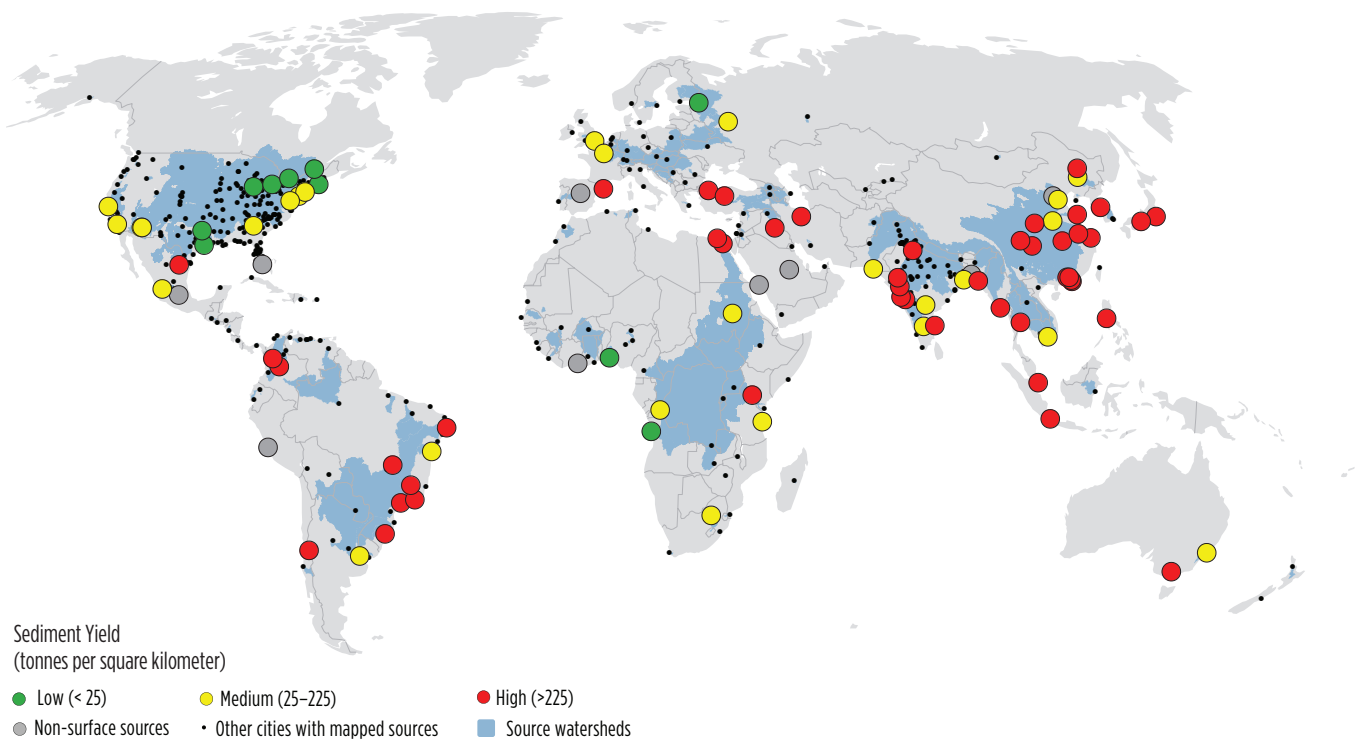 Sediment Yield
(tonnes per square kilometer)
Low (< 25) Medium (25–225) High (>225)
Non-surface sources Other cities with mapped sources Source watersheds